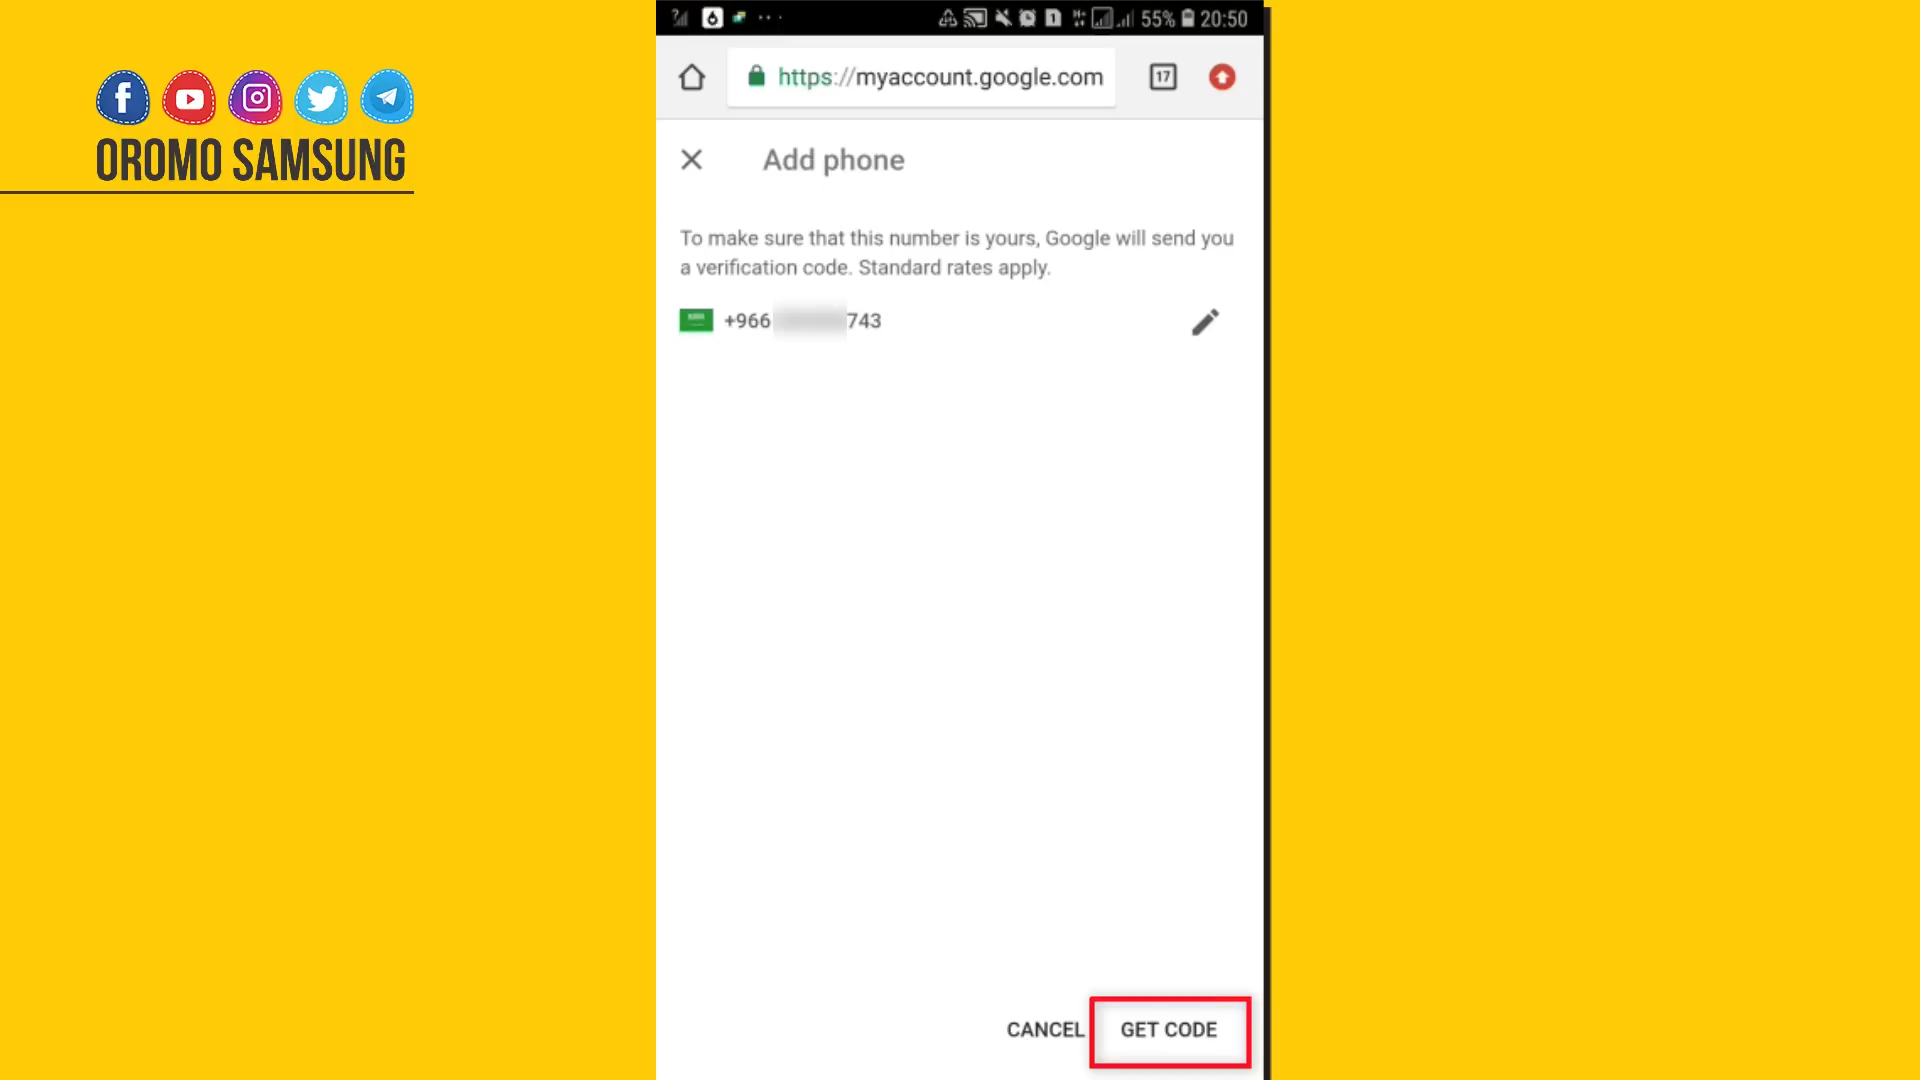 55% 20:50
https://myaccount.google.com
17
OROMO SAMSUNG
Add phone
To make sure that this number is yours, Google will send you
a verification code. Standard rates apply.
+966 743
CANCEL GET CODE